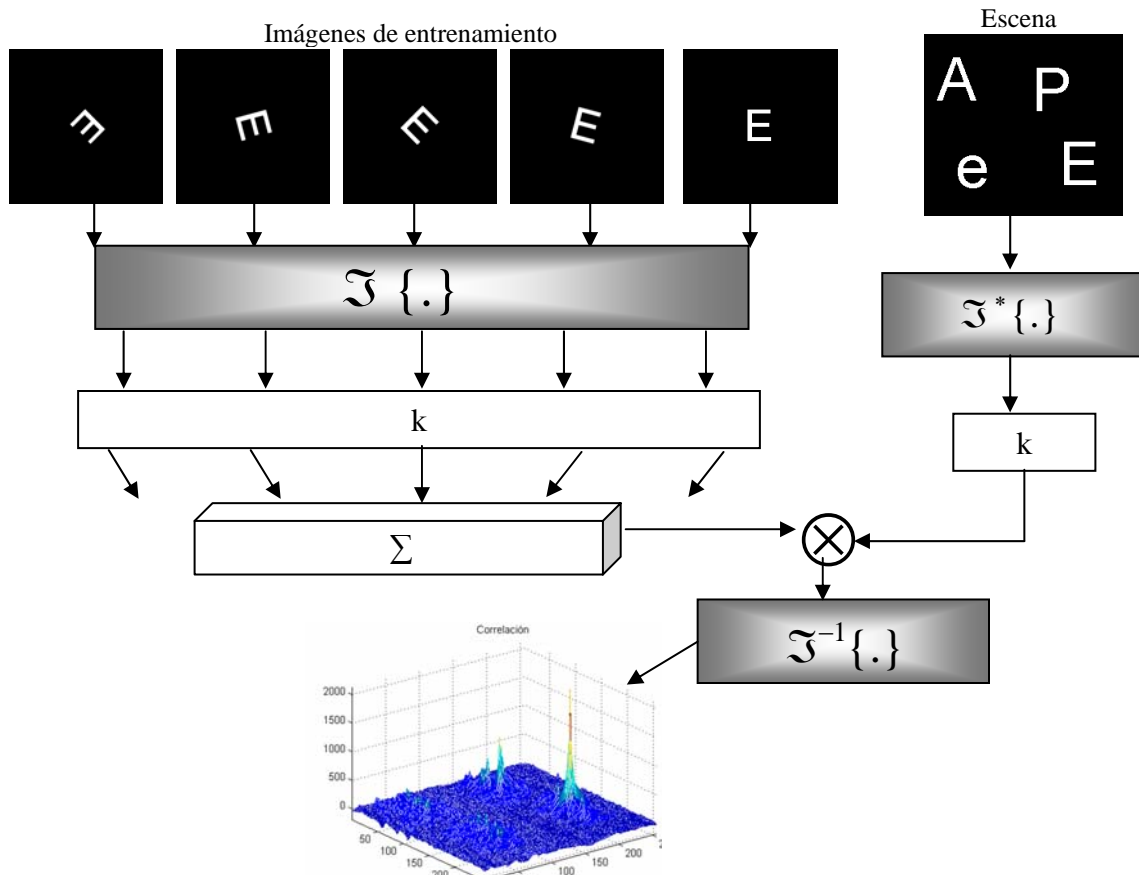 Imágenes de entrenamiento
Escena
E E E E E
A P
e E
ℑ {.}
ℑ* {.}
k
k
Σ
ℑ⁻¹{.}
Correlación
2000
1500
1000
500
0
50
100
150
200
100
150
200